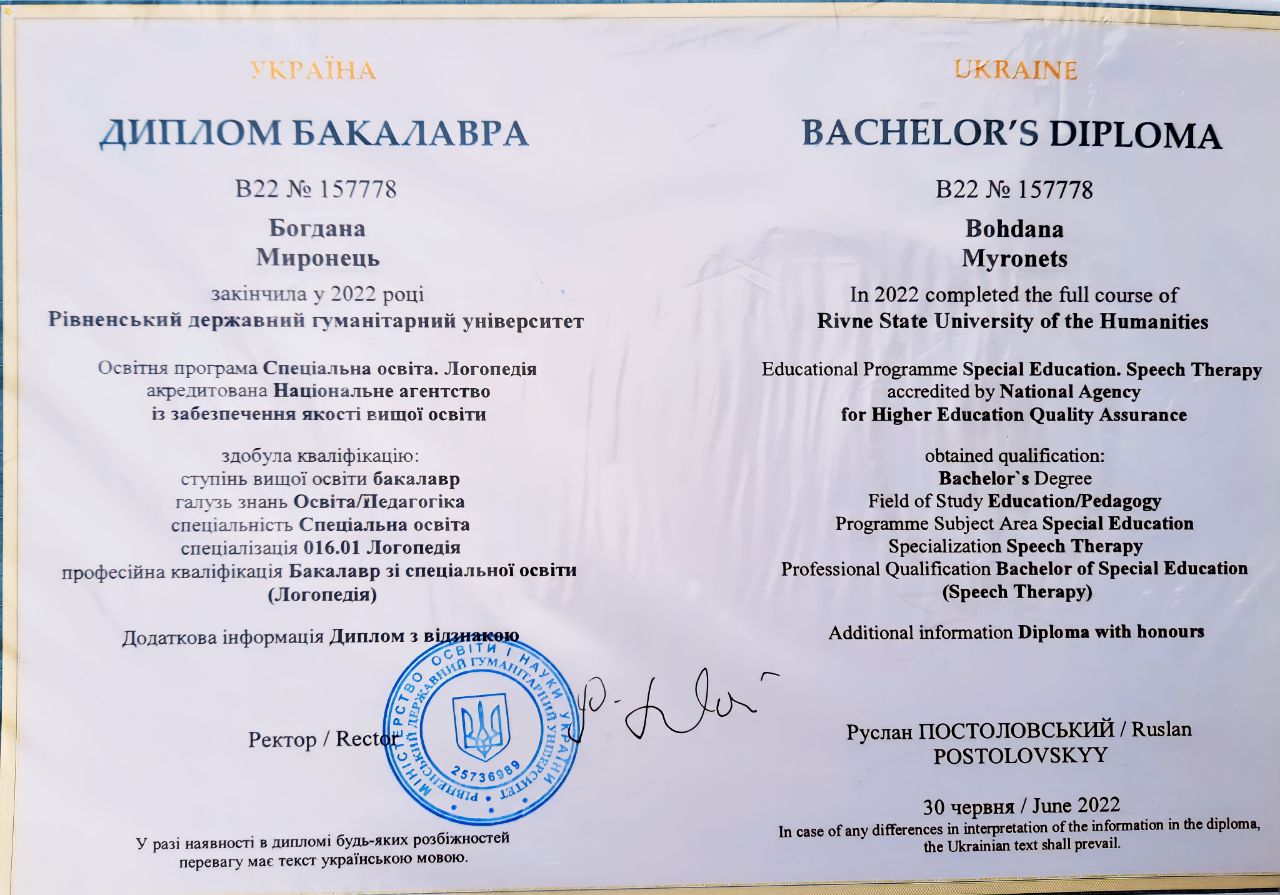 УКРАЇНА
ДИПЛОМ БАКАЛАВРА
В22 № 157778
Богдана
Миронець
закінчила у 2022 році
Рівненський державний гуманітарний університет
Освітня програма Спеціальна освіта. Логопедія
акредитована Національне агентство
із забезпечення якості вищої освіти
здобула кваліфікацію:
ступінь вищої освіти бакалавр
галузь знань Освіта/Педагогіка
спеціальність Спеціальна освіта
спеціалізація 016.01 Логопедія
професійна кваліфікація Бакалавр зі спеціальної освіти
(Логопедія)
Додаткова інформація Диплом з відзнакою
Ректор / Rector
МІНІСТЕРСТВО ОСВІТИ І НАУКИ УКРАЇНИ
РІВНЕНСЬКИЙ ДЕРЖАВНИЙ ГУМАНІТАРНИЙ УНІВЕРСИТЕТ
25736989
У разі наявності в дипломі будь-яких розбіжностей
перевагу має текст українською мовою.
UKRAINE
BACHELOR’S DIPLOMA
B22 № 157778
Bohdana
Myronets
In 2022 completed the full course of
Rivne State University of the Humanities
Educational Programme Special Education. Speech Therapy
accredited by National Agency
for Higher Education Quality Assurance
obtained qualification:
Bachelor`s Degree
Field of Study Education/Pedagogy
Programme Subject Area Special Education
Specialization Speech Therapy
Professional Qualification Bachelor of Special Education
(Speech Therapy)
Additional information Diploma with honours
Руслан ПОСТОЛОВСЬКИЙ / Ruslan
POSTOLOVSKYY
30 червня / June 2022
In case of any differences in interpretation of the information in the diploma,
the Ukrainian text shall prevail.